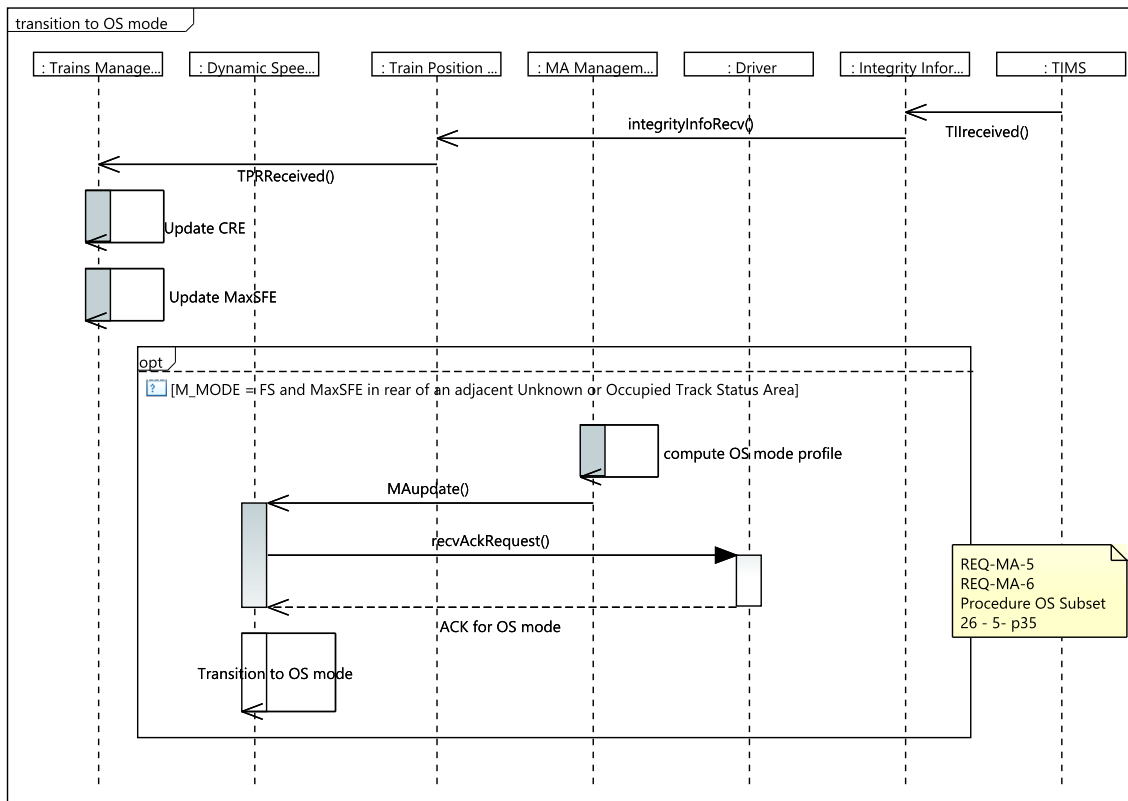 transition to OS mode
: Trains Manage...
: Dynamic Spee...
: Train Position ...
: MA Managem...
: Driver
: Integrity Infor...
: TIMS
TIIreceived()
integrityInfoRecv()
TPRReceived()
Update CRE
Update MaxSFE
opt
?
[M_MODE = FS and MaxSFE in rear of an adjacent Unknown or Occupied Track Status Area]
compute OS mode profile
MAupdate()
recvAckRequest()
REQ-MA-5
REQ-MA-6
Procedure OS Subset
26 - 5- p35
ACK for OS mode
Transition to OS mode